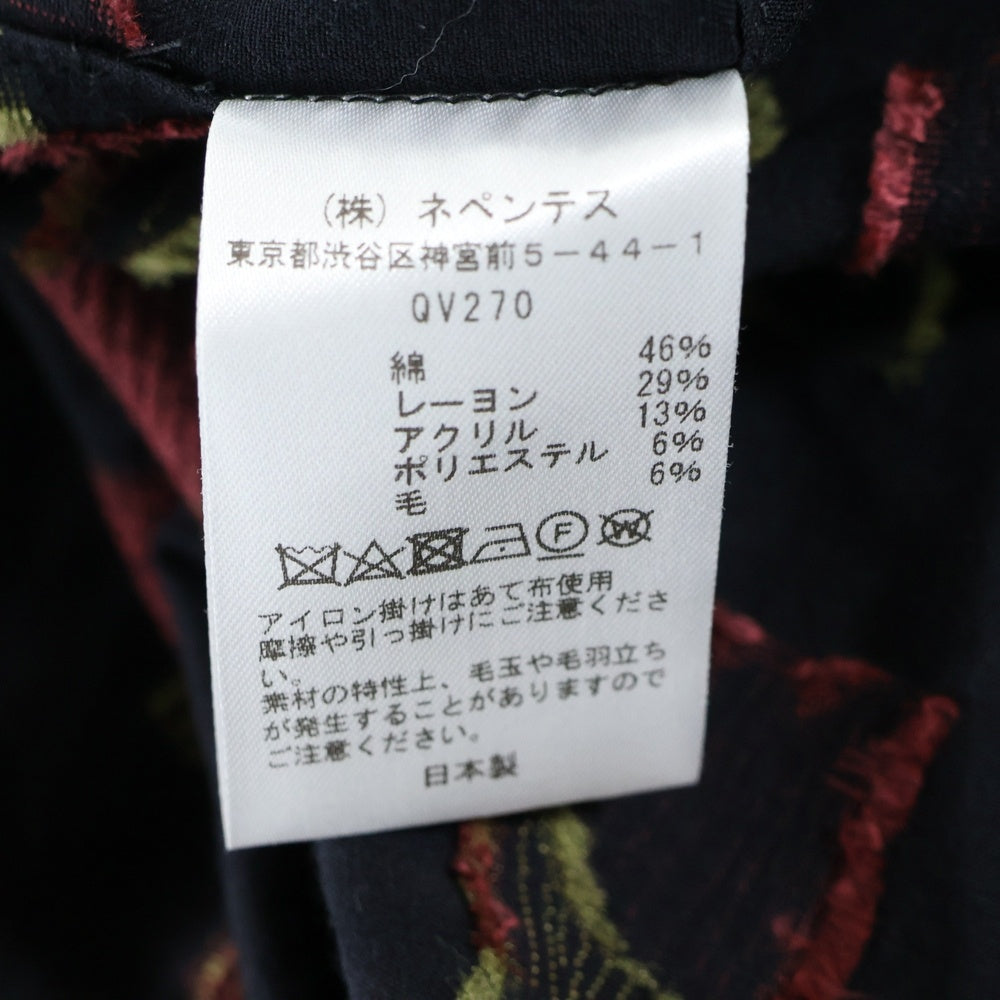 （株）ネペンテス
東京都渋谷区神宮前5－44－1
QV270
綿 46%
レーヨン 29%
アクリル 13%
ポリエステル 6%
毛 6%
F W
アイロン掛けはあて布使用
摩擦や引っ掛けにご注意くださ
い。
素材の特性上、毛玉や毛羽立ち
が発生することがありますので
ご注意ください。
日本製